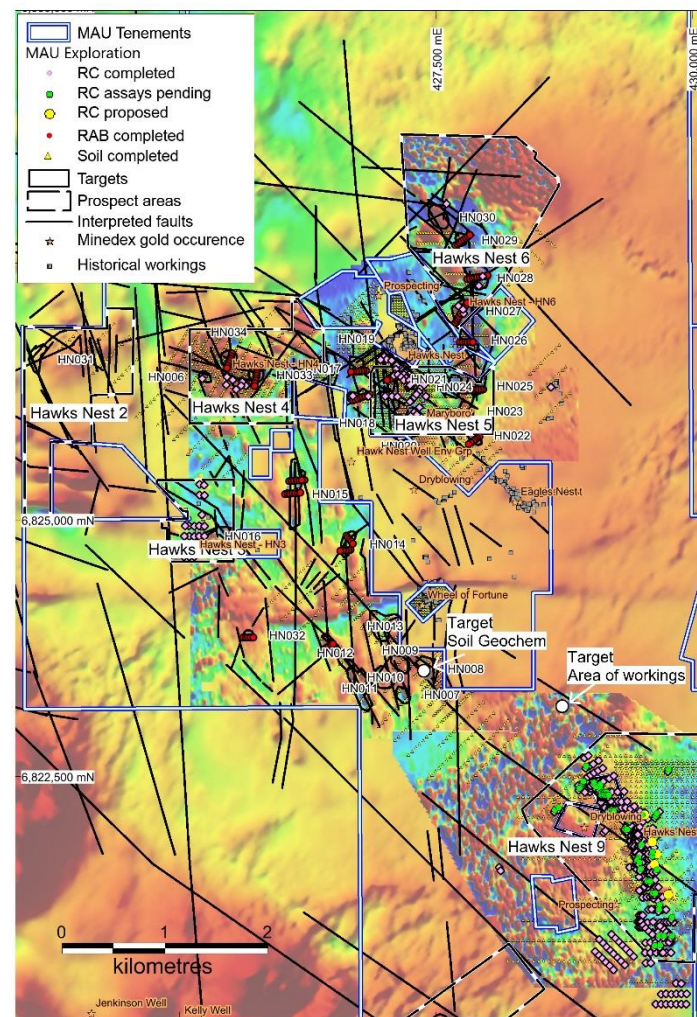 MAU Tenements
MAU Exploration
RC completed
RC assays pending
RC proposed
RAB completed
Soil completed
Targets
Prospect areas
Interpreted faults
Minedex gold occurence
Historical workings
427,500 mE
430,000 mE
HN030
HN029
Hawks Nest 6
HN028
Prospecting
Hawks Nest - HN6
HN027
HN019
HN026
HN034
HN031
Hawks Nest
HN006
HN033
HN017
HN021
HN024
HN025
Hawks Nest 2
Hawks Nest 4
HN018
Maryboro
HN023
Hawks Nest 5
HN022
HN020
Hawk Nest Well Env Grp
Dryblowing
HN015
Eagles Nest
6,825,000 mN
HN016
Hawks Nest - HN3
HN014
Wheel of Fortune
HN013
Target
Soil Geochem
HN032
HN012
HN009
HN008
Target
Area of workings
HN010
HN011
HN007
6,822,500 mN
Dryblowing
Hawks Nes
Hawks Nest 9
Prospecting
0 1 2
kilometres
Jenkinson Well
Kelly Well